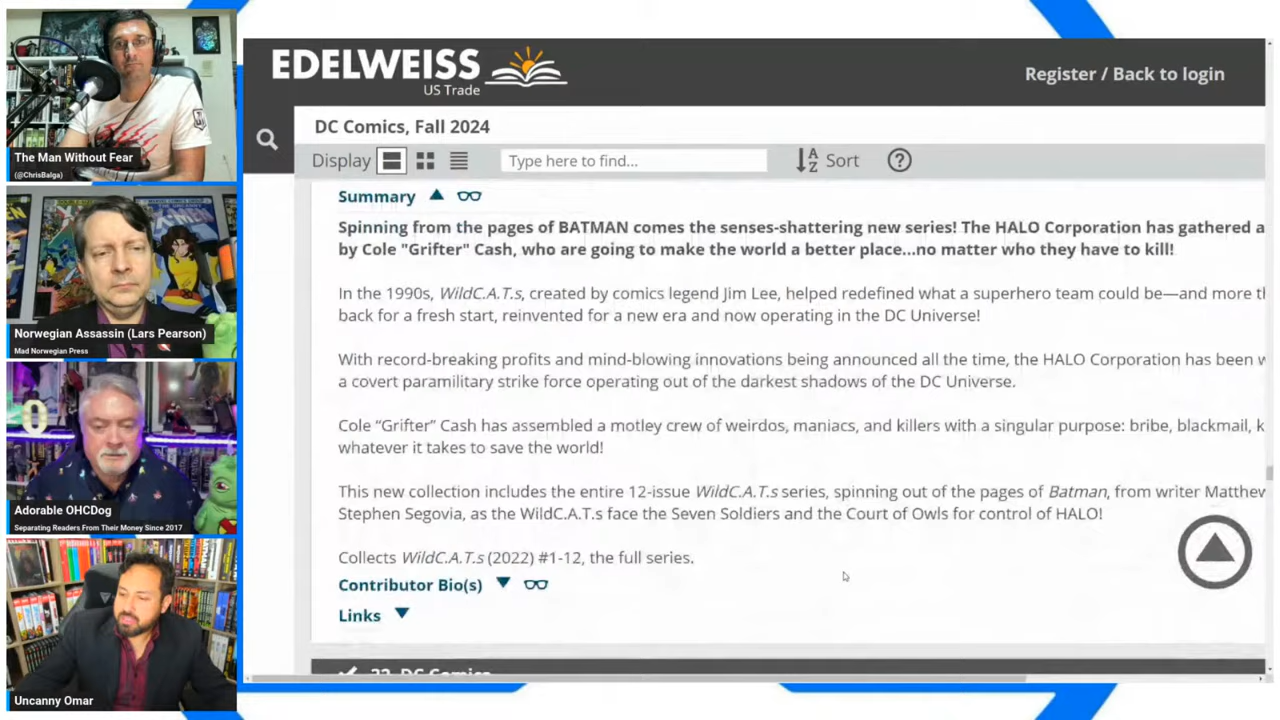 The Man Without Fear
(@ChrisBalga)
Norwegian Assassin (Lars Pearson)
Mad Norwegian Press
Adorable OHCDog
Separating Readers From Their Money Since 2017
Uncanny Omar
EDELWEISS
US Trade
Register / Back to login
DC Comics, Fall 2024
Display
Type here to find...
A
Z
Sort
?
Summary
Spinning from the pages of BATMAN comes the senses-shattering new series! The HALO Corporation has gathered a
by Cole "Grifter" Cash, who are going to make the world a better place...no matter who they have to kill!
In the 1990s, WildC.A.T.s, created by comics legend Jim Lee, helped redefined what a superhero team could be—and more
back for a fresh start, reinvented for a new era and now operating in the DC Universe!
With record-breaking profits and mind-blowing innovations being announced all the time, the HALO Corporation has been
a covert paramilitary strike force operating out of the darkest shadows of the DC Universe.
Cole “Grifter” Cash has assembled a motley crew of weirdos, maniacs, and killers with a singular purpose: bribe, blackmail,
whatever it takes to save the world!
This new collection includes the entire 12-issue WildC.A.T.s series, spinning out of the pages of Batman, from writer Matthew
Stephen Segovia, as the WildC.A.T.s face the Seven Soldiers and the Court of Owls for control of HALO!
Collects WildC.A.T.s (2022) #1-12, the full series.
Contributor Bio(s)
Links
DC Comics